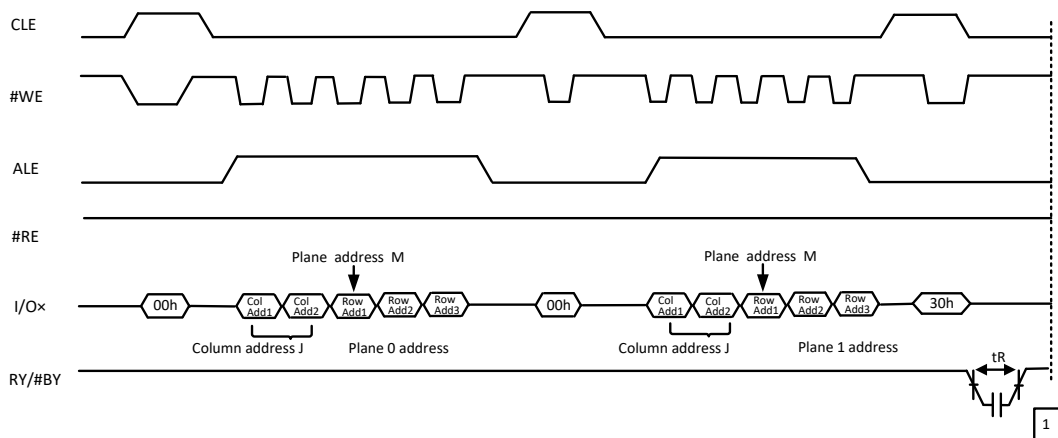 CLE
#WE
ALE
#RE
Plane address M
Plane address M
I/O×
00h
Col Add1
Col Add2
Row Add1
Row Add2
Row Add3
00h
Col Add1
Col Add2
Row Add1
Row Add2
Row Add3
30h
Column address J
Plane 0 address
Column address J
Plane 1 address
RY/#BY
tR
1